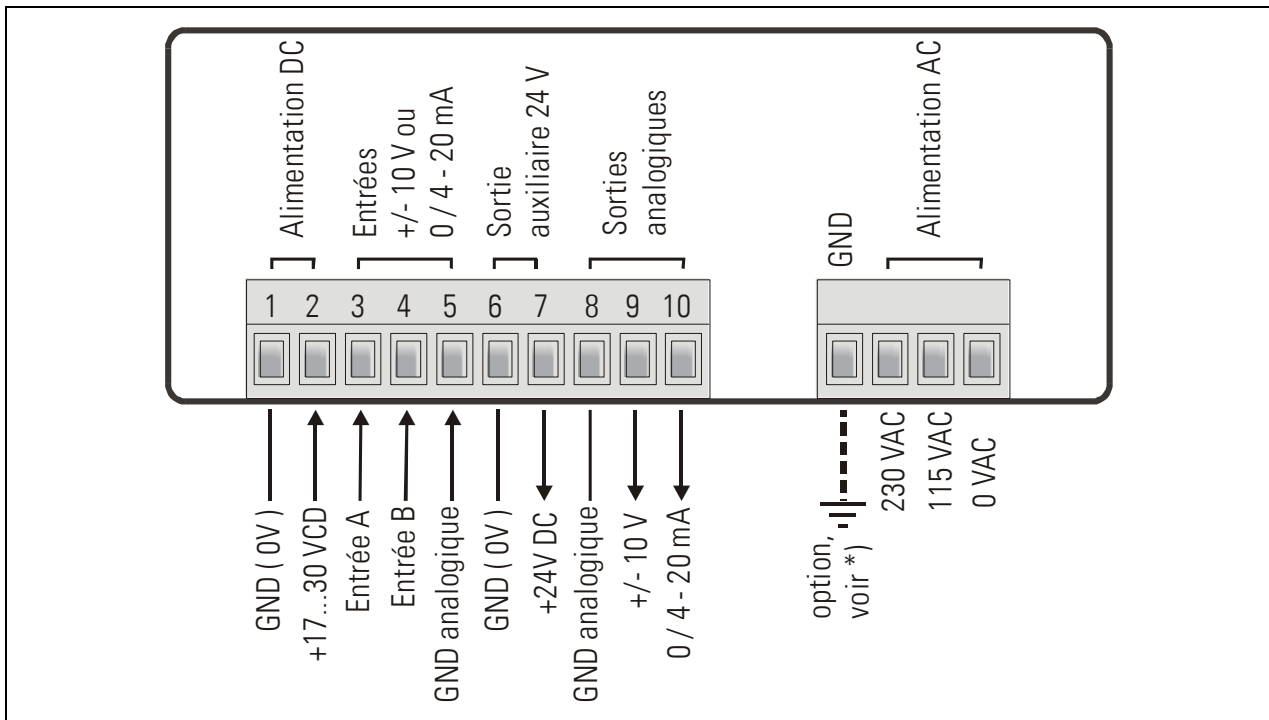 Alimentation DC
Entrées
+/- 10 V ou
0 / 4 - 20 mA
Sortie
auxiliaire 24 V
Sorties
analogiques
GND
Alimentation AC
1 2 3 4 5 6 7 8 9 10
GND ( 0V )
+17...30 VCD
Entrée A
Entrée B
GND analogique
GND ( 0V )
+24V DC
GND analogique
+/- 10 V
0 / 4 - 20 mA
option,
voir *)
230 VAC
115 VAC
0 VAC